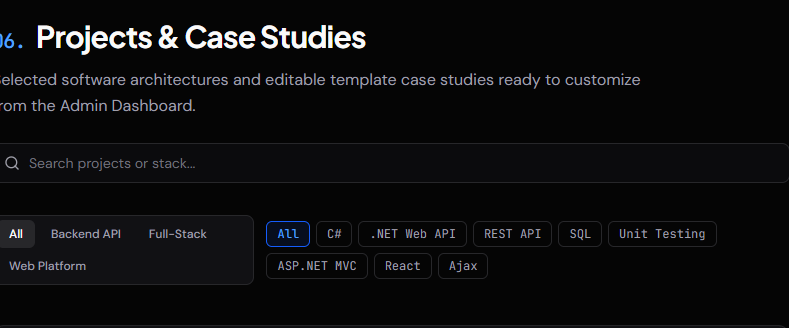 06. Projects & Case Studies
Selected software architectures and editable template case studies ready to customize
from the Admin Dashboard.
Search projects or stack...
All Backend API Full-Stack
Web Platform
All C# .NET Web API REST API SQL Unit Testing
ASP.NET MVC React Ajax